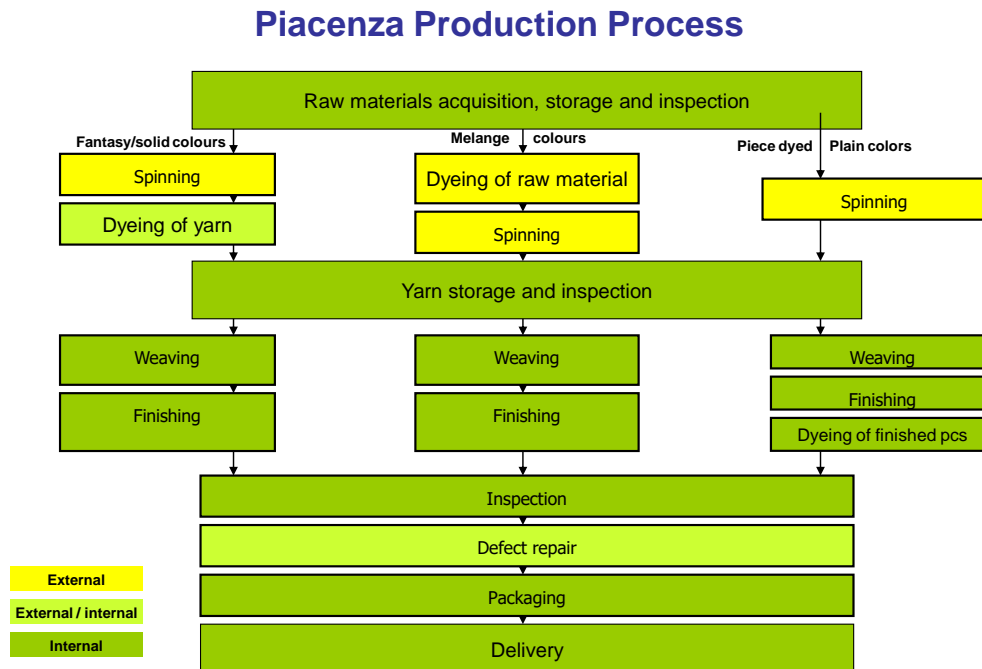 Piacenza Production Process
Raw materials acquisition, storage and inspection
Fantasy/solid colours
Melange colours
Piece dyed Plain colors
Spinning
Dyeing of raw material
Spinning
Dyeing of yarn
Spinning
Yarn storage and inspection
Weaving
Weaving
Weaving
Finishing
Finishing
Finishing
Dyeing of finished pcs
Inspection
Defect repair
Packaging
Delivery
External
External / internal
Internal